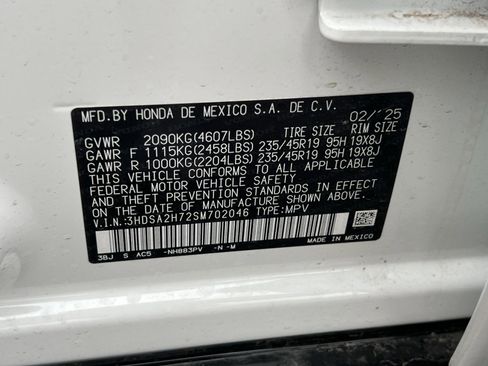 MFD.BY HONDA DE MEXICO S.A. DE C.V. 02/'25
GVWR 2090KG(4607LBS) TIRE SIZE RIM SIZE
GAWR F 1115KG(2458LBS) 235/45R19 95H 19X8J
GAWR R 1000KG(2204LBS) 235/45R19 95H 19X8J
THIS VEHICLE CONFORMS TO ALL APPLICABLE
FEDERAL MOTOR VEHICLE SAFETY STANDARDS IN
EFFECT ON THE DATE OF MANUFACTURE SHOWN ABOVE.
V.I.N.:3HDSA2H72SM702046 TYPE:MPV
3BJ S AC5 -NH883PV -N -M MADE IN MEXICO